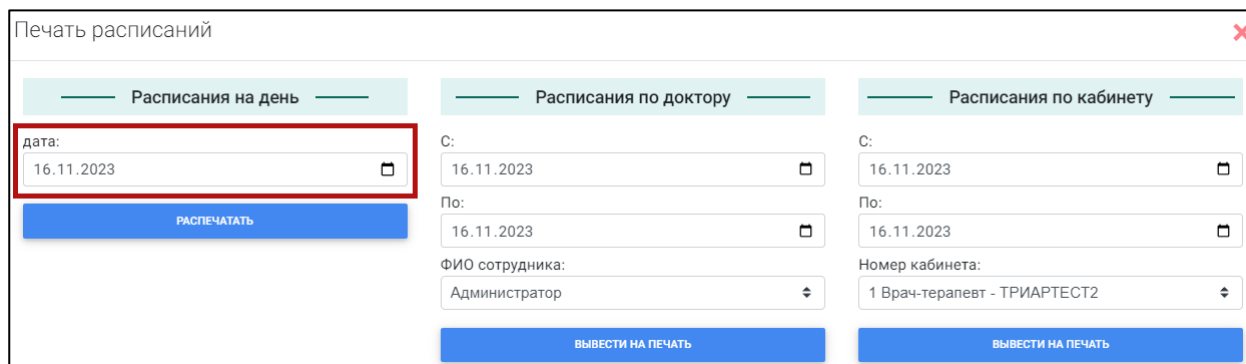 Печать расписаний
Расписания на день
дата:
16.11.2023
РАСПЕЧАТАТЬ
Расписания по доктору
С:
16.11.2023
По:
16.11.2023
ФИО сотрудника:
Администратор
ВЫВЕСТИ НА ПЕЧАТЬ
Расписания по кабинету
С:
16.11.2023
По:
16.11.2023
Номер кабинета:
1 Врач-терапевт - ТРИАРТЕСТ2
ВЫВЕСТИ НА ПЕЧАТЬ